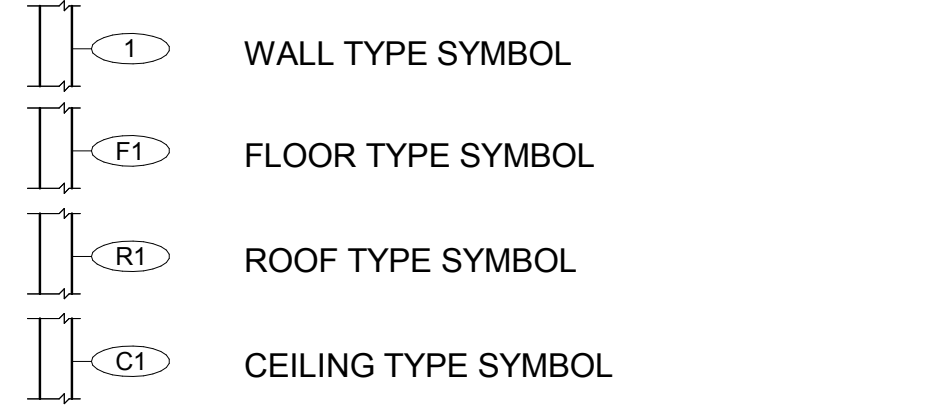 1 WALL TYPE SYMBOL
F1 FLOOR TYPE SYMBOL
R1 ROOF TYPE SYMBOL
C1 CEILING TYPE SYMBOL